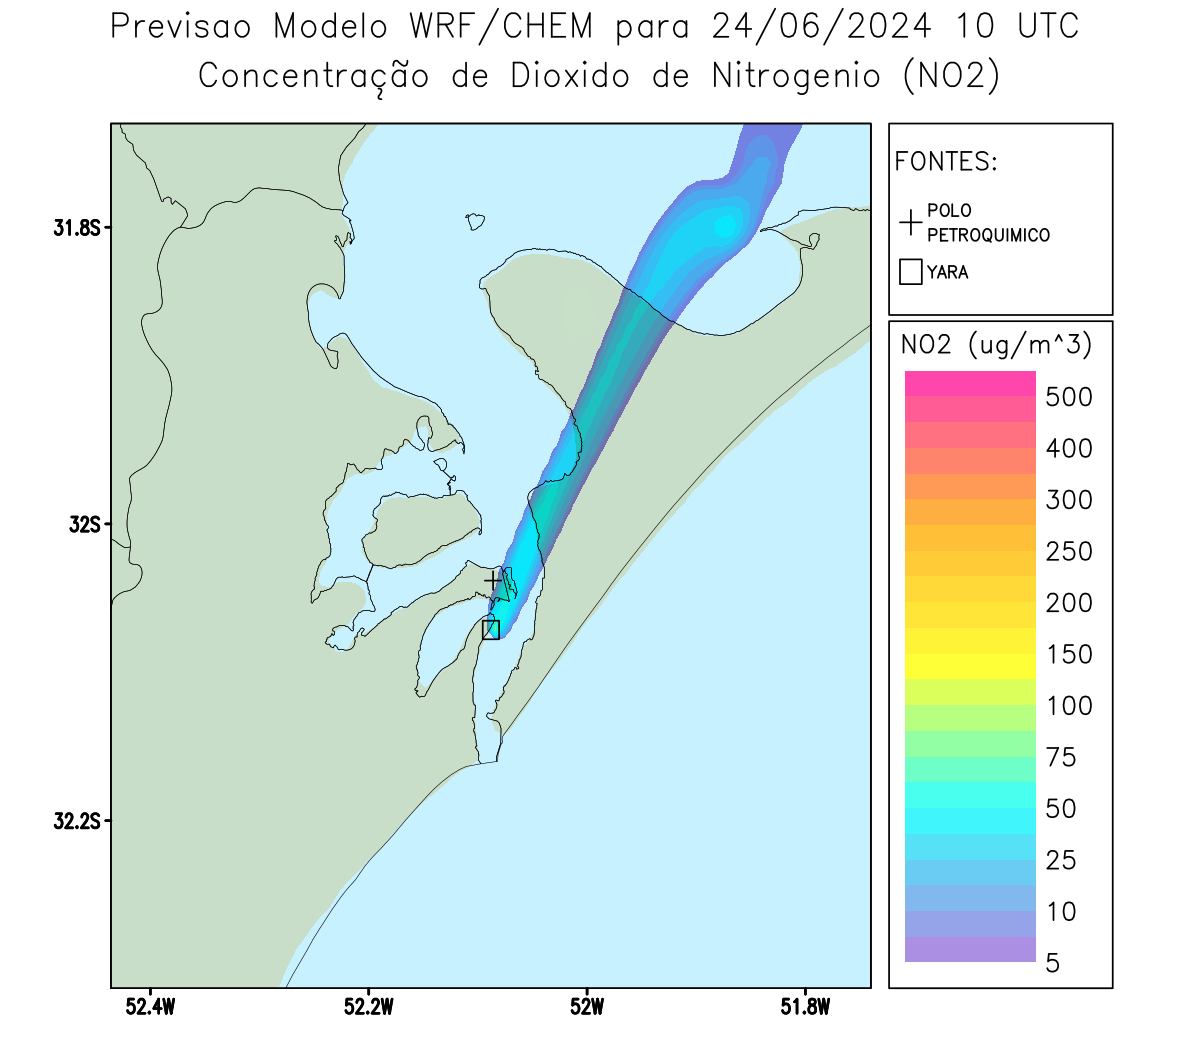 Previsao Modelo WRF/CHEM para 24/06/2024 10 UTC
Concentração de Dioxido de Nitrogenio (NO2)
FONTES:
POLO
PETROQUIMICO
YARA
31.8S
32S
32.2S
52.4W
52.2W
52W
51.8W
NO2 (ug/m^3)
500
400
300
250
200
150
100
75
50
25
10
5